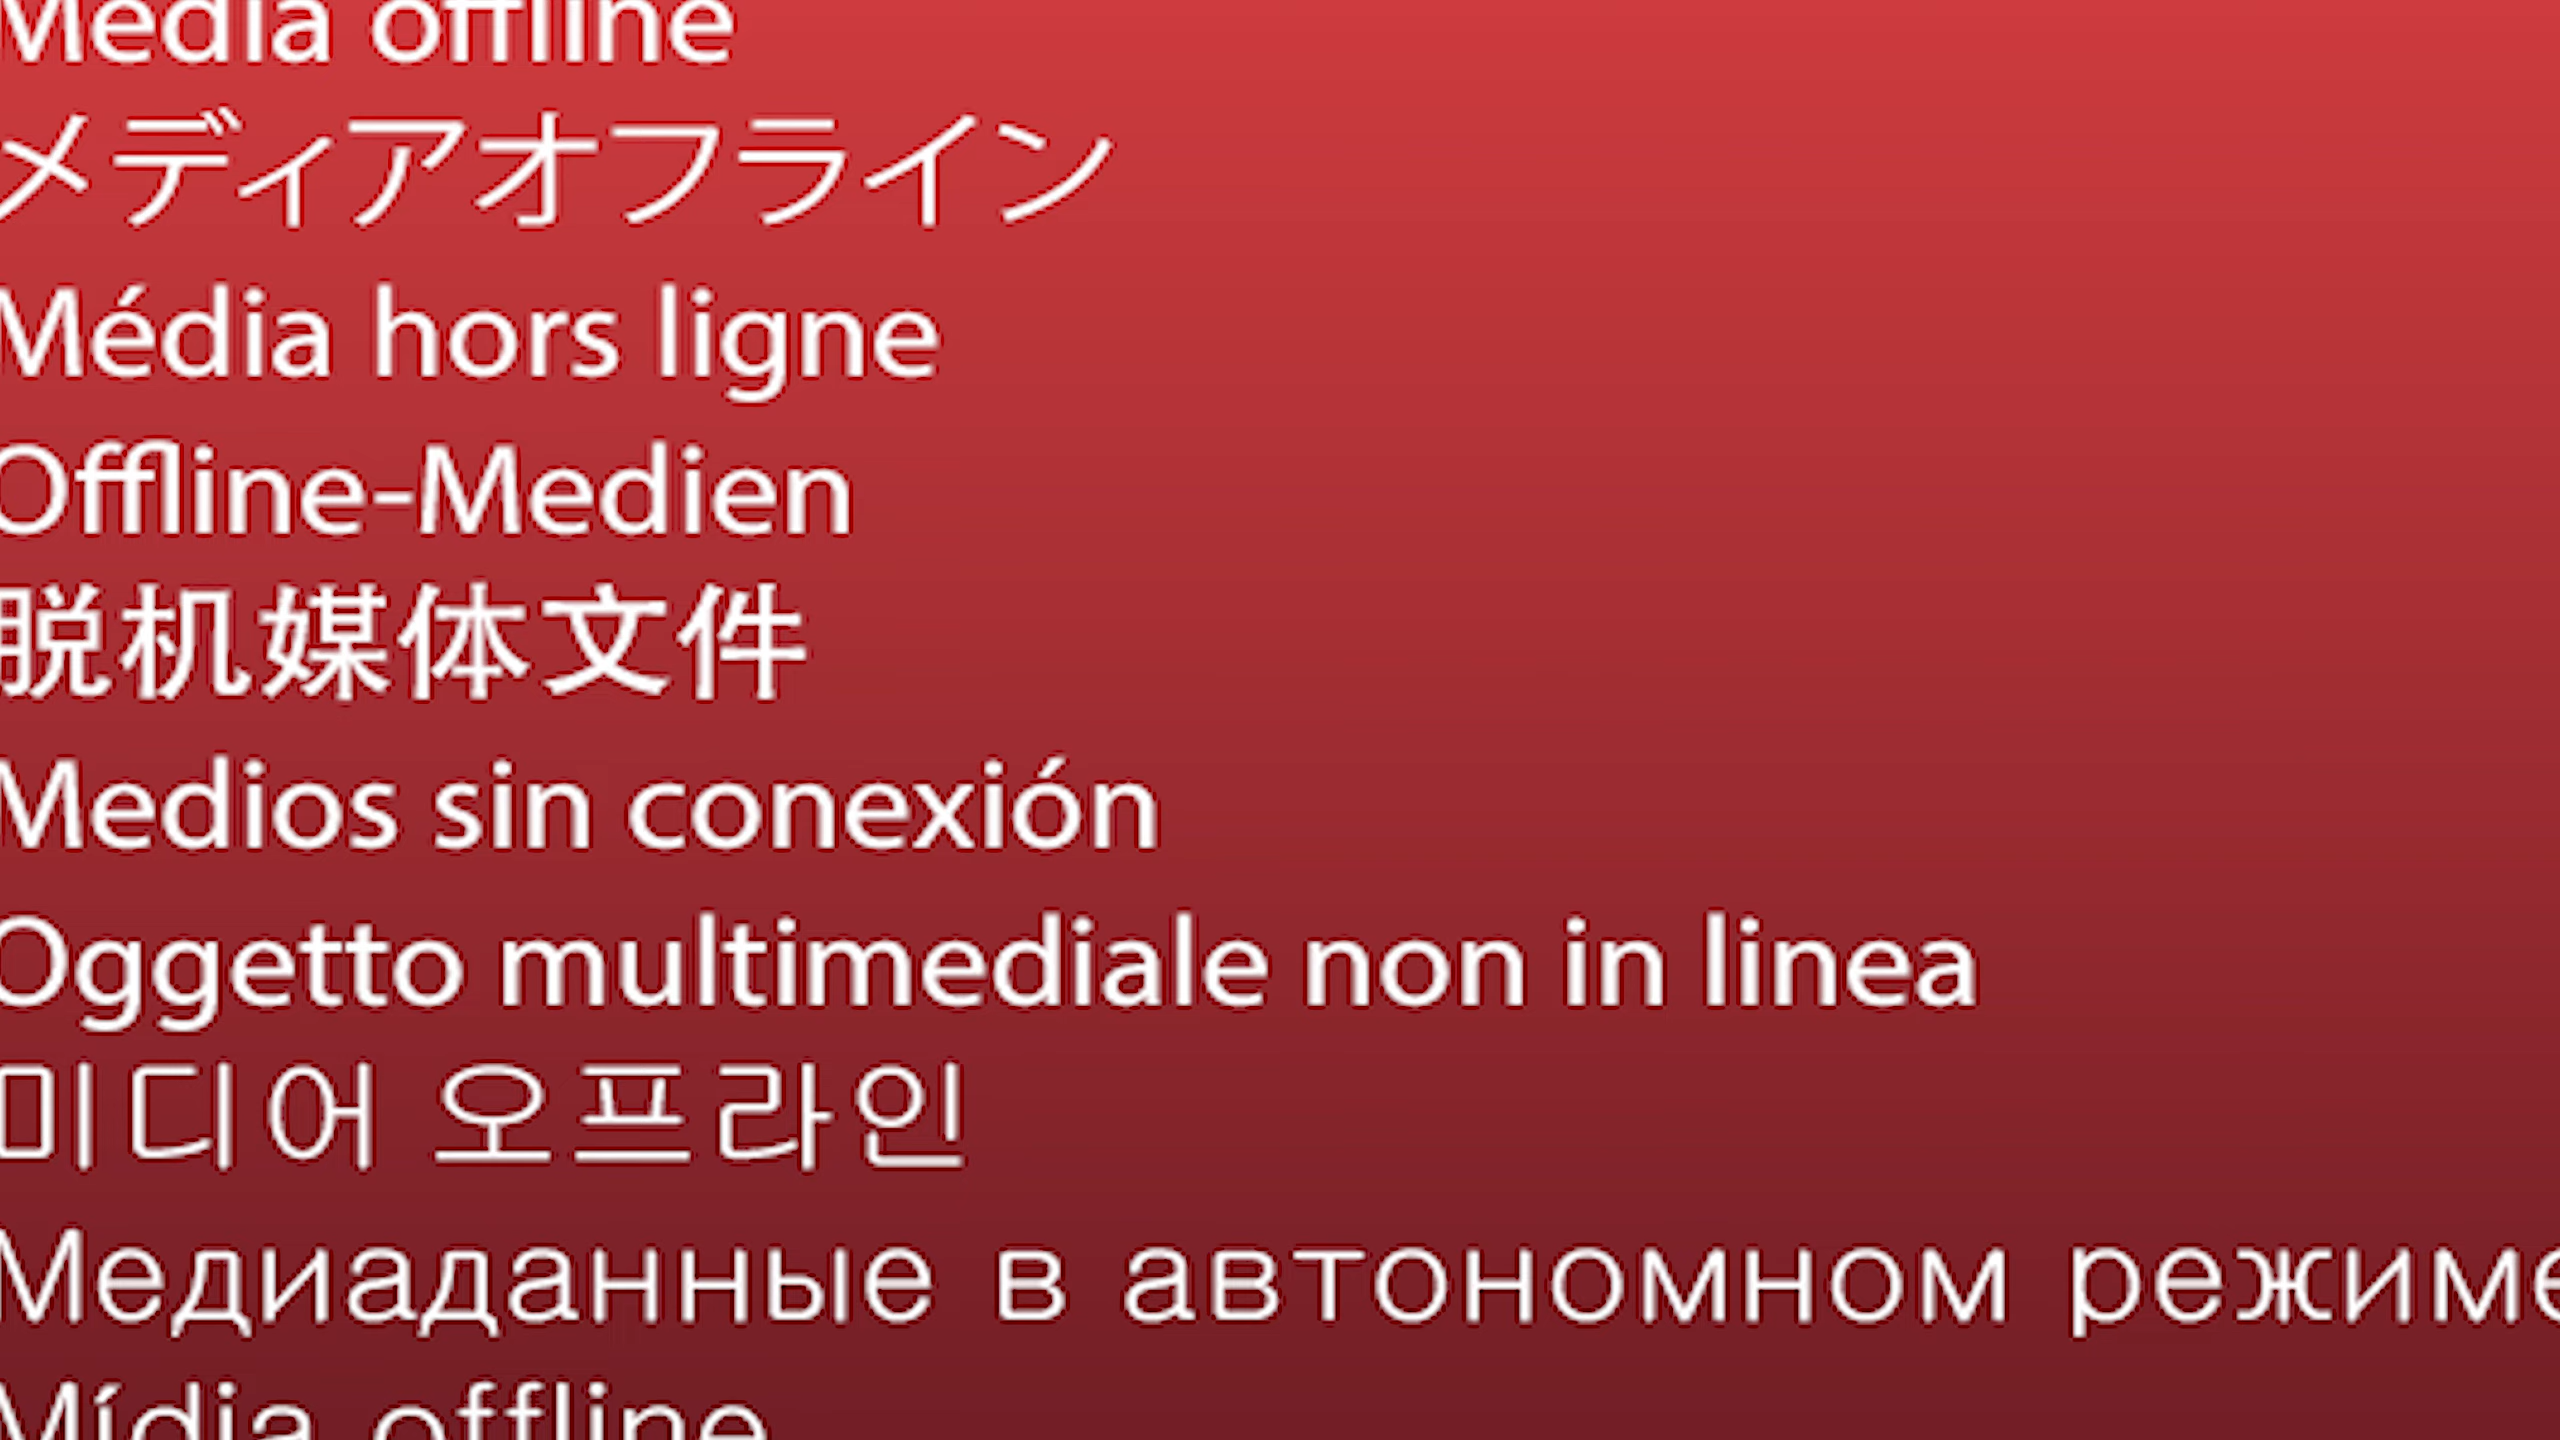 Media offline
メディアオフライン
Média hors ligne
Offline-Medien
脱机媒体文件
Medios sin conexión
Oggetto multimediale non in linea
미디어 오프라인
Медиаданные в автономном режиме
Mídia offline